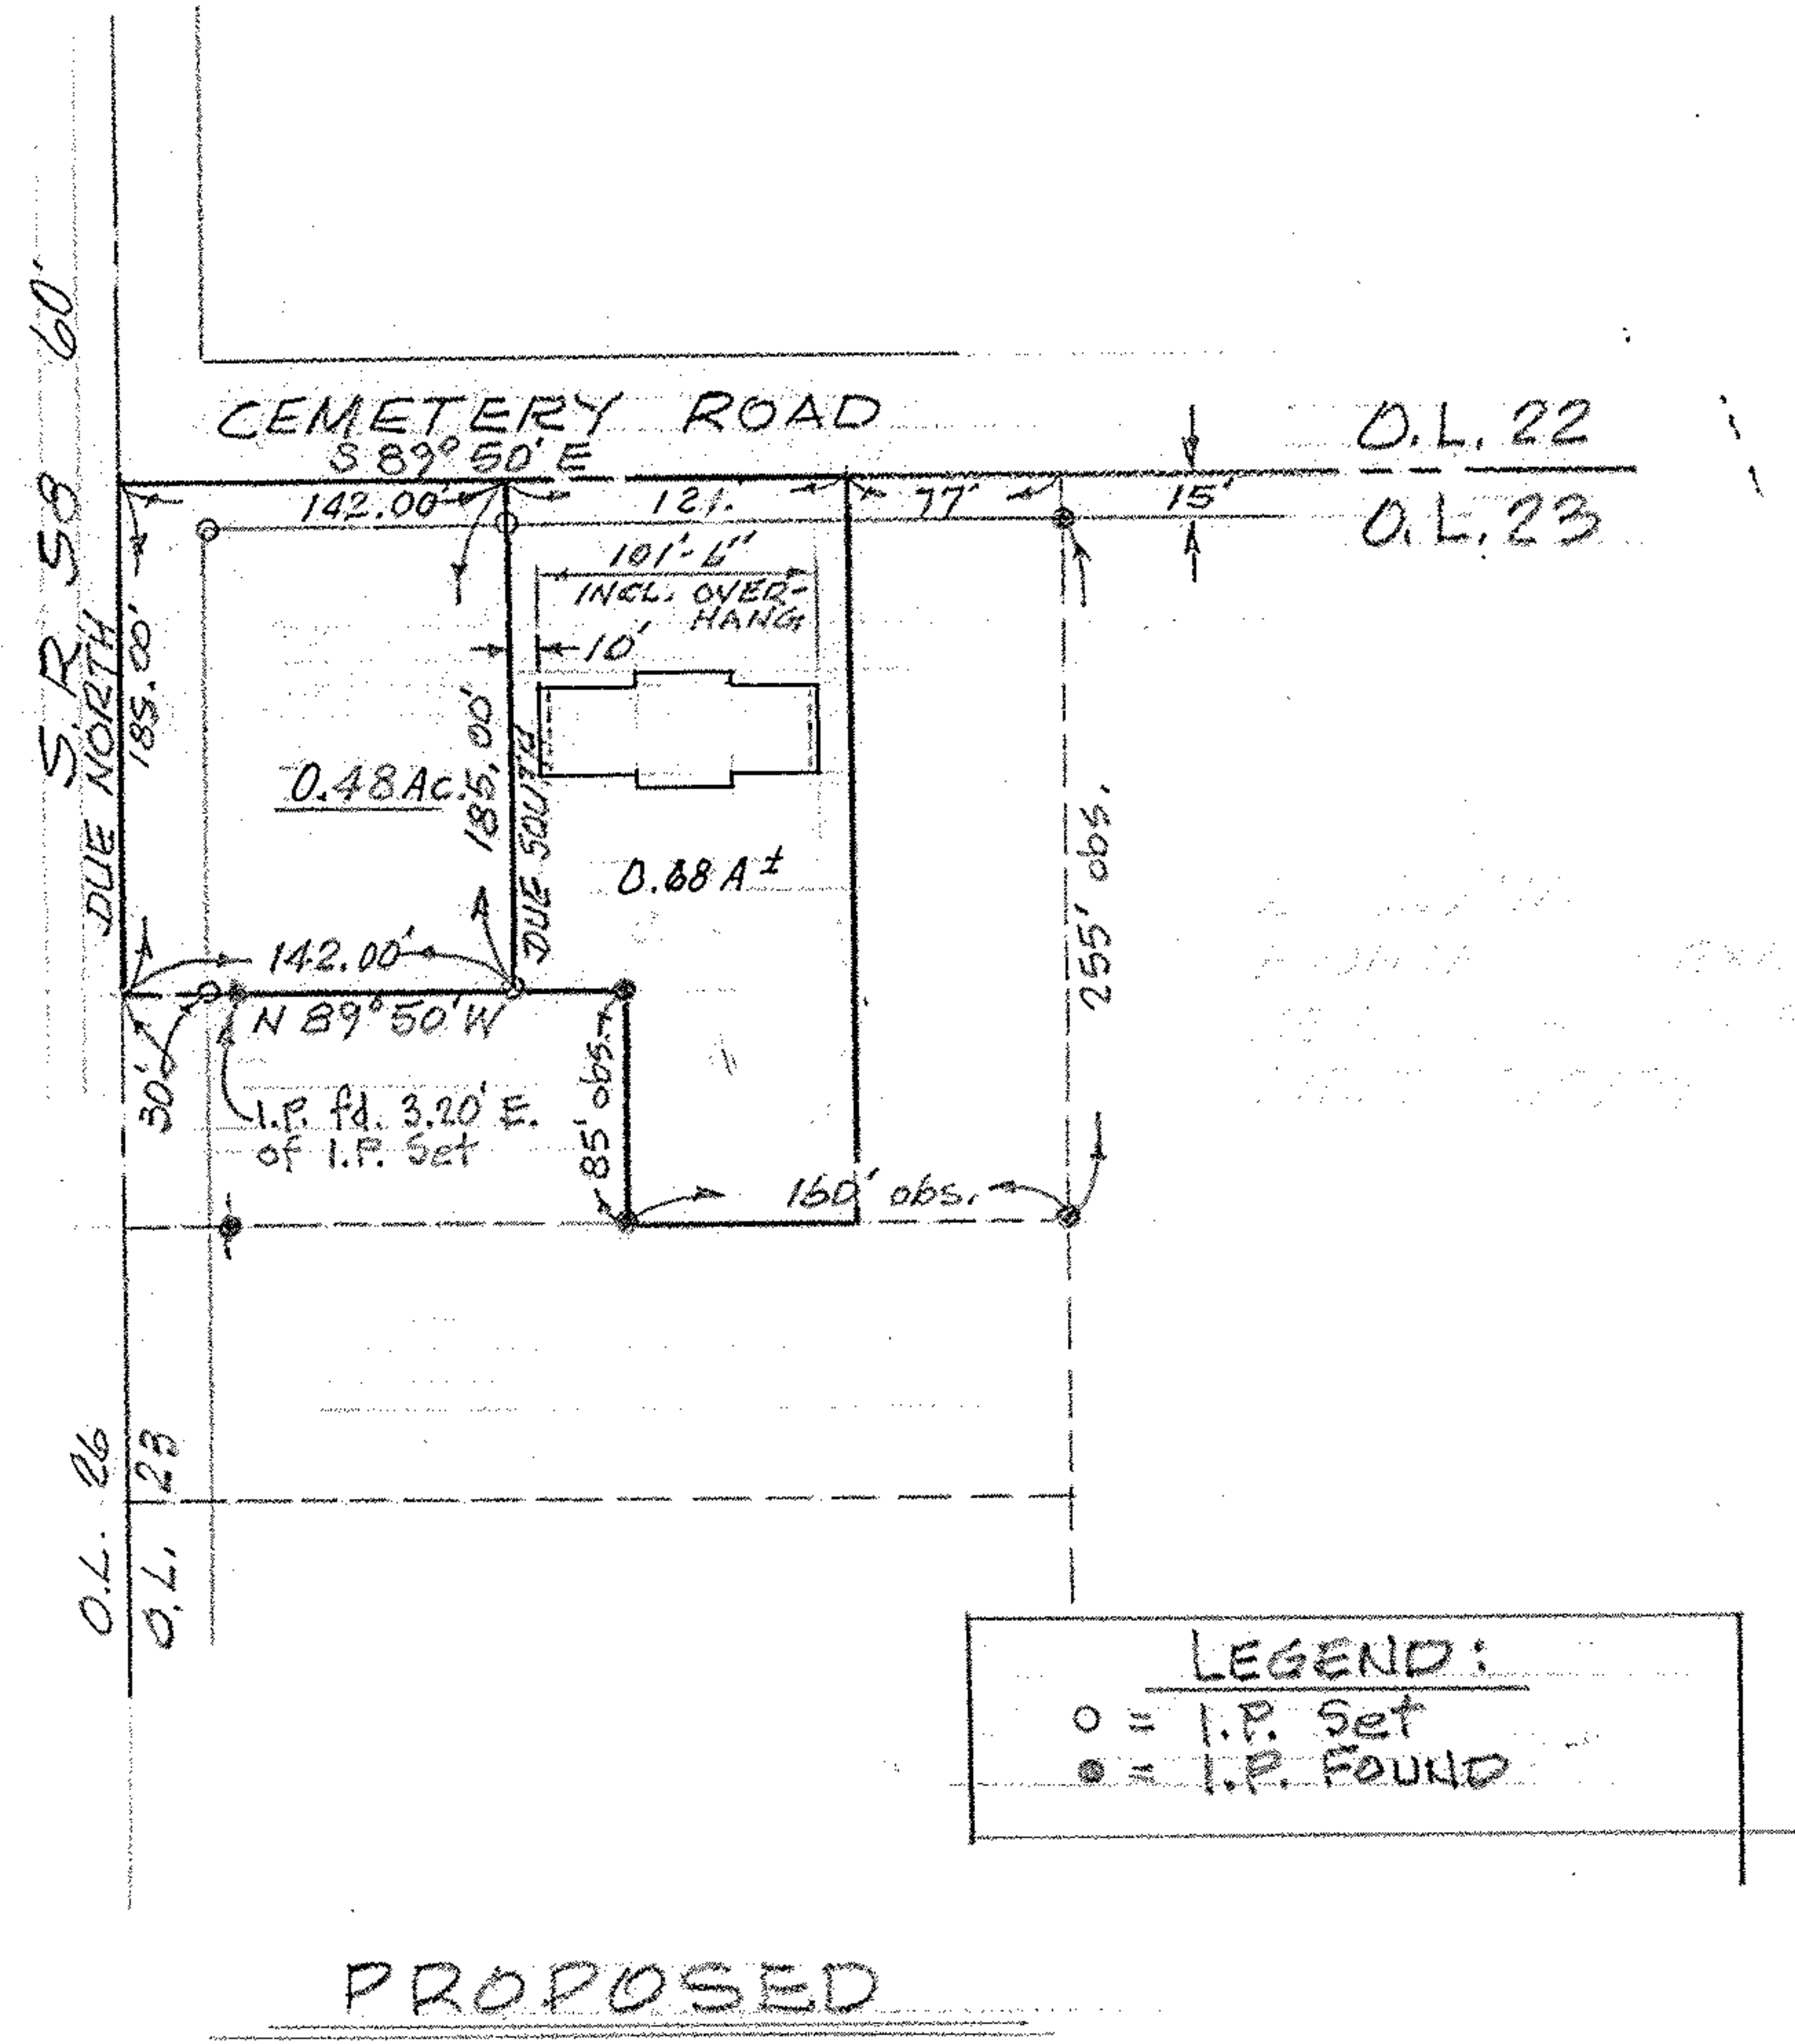 S. R. 58 60'
CEMETERY ROAD
S 89° 50' E
O.L. 22
O.L. 23
142.00'
121.
77'
15'
101'-6"
INCL. OVER-
HANG
10'
DUE NORTH
185.00'
185.00'
DUE SOUTH
0.48 Ac.
0.68 A±
255' obs.
142.00'
N 89° 50' W
30'
I.P. fd. 3.20' E.
of I.P. Set
85' obs.
160' obs.
O.L. 26
O.L. 23
LEGEND:
○ = I.P. Set
● = I.P. FOUND
PROPOSED